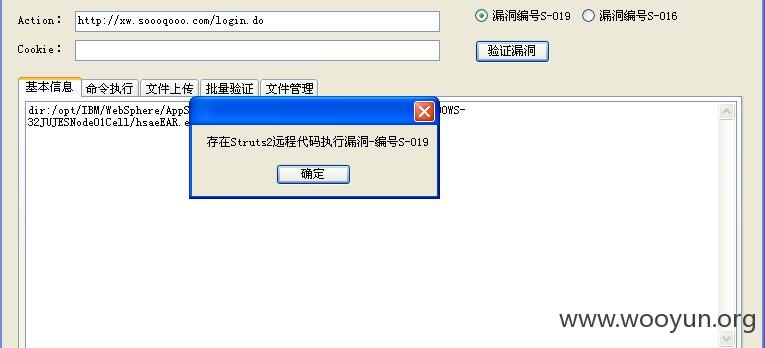 Action: http://xw.soooqooo.com/login.do 漏洞编号S-019 漏洞编号S-016
Cookie: 验证漏洞
基本信息 命令执行 文件上传 批量验证 文件管理
dir:/opt/IBM/WebSphere/AppS OWS-
32JUJESNode01Cell/hsaeEAR.e
存在Struts2远程代码执行漏洞-编号S-019
确定
www.wooyun.org